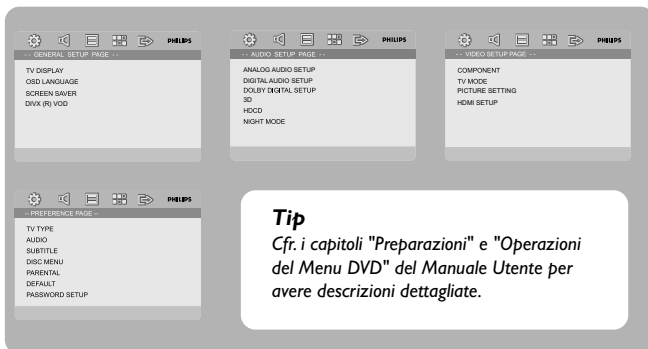 PHILIPS
- - GENERAL SETUP PAGE - -
TV DISPLAY
OSD LANGUAGE
SCREEN SAVER
DIVX (R) VOD
PHILIPS
- - AUDIO SETUP PAGE - -
ANALOG AUDIO SETUP
DIGITAL AUDIO SETUP
DOLBY DIGITAL SETUP
3D
HDCD
NIGHT MODE
PHILIPS
- - VIDEO SETUP PAGE - -
COMPONENT
TV MODE
PICTURE SETTING
HDMI SETUP
PHILIPS
-- PREFERENCE PAGE --
TV TYPE
AUDIO
SUBTITLE
DISC MENU
PARENTAL
DEFAULT
PASSWORD SETUP
Tip
Cfr. i capitoli "Preparazioni" e "Operazioni
del Menu DVD" del Manuale Utente per
avere descrizioni dettagliate.